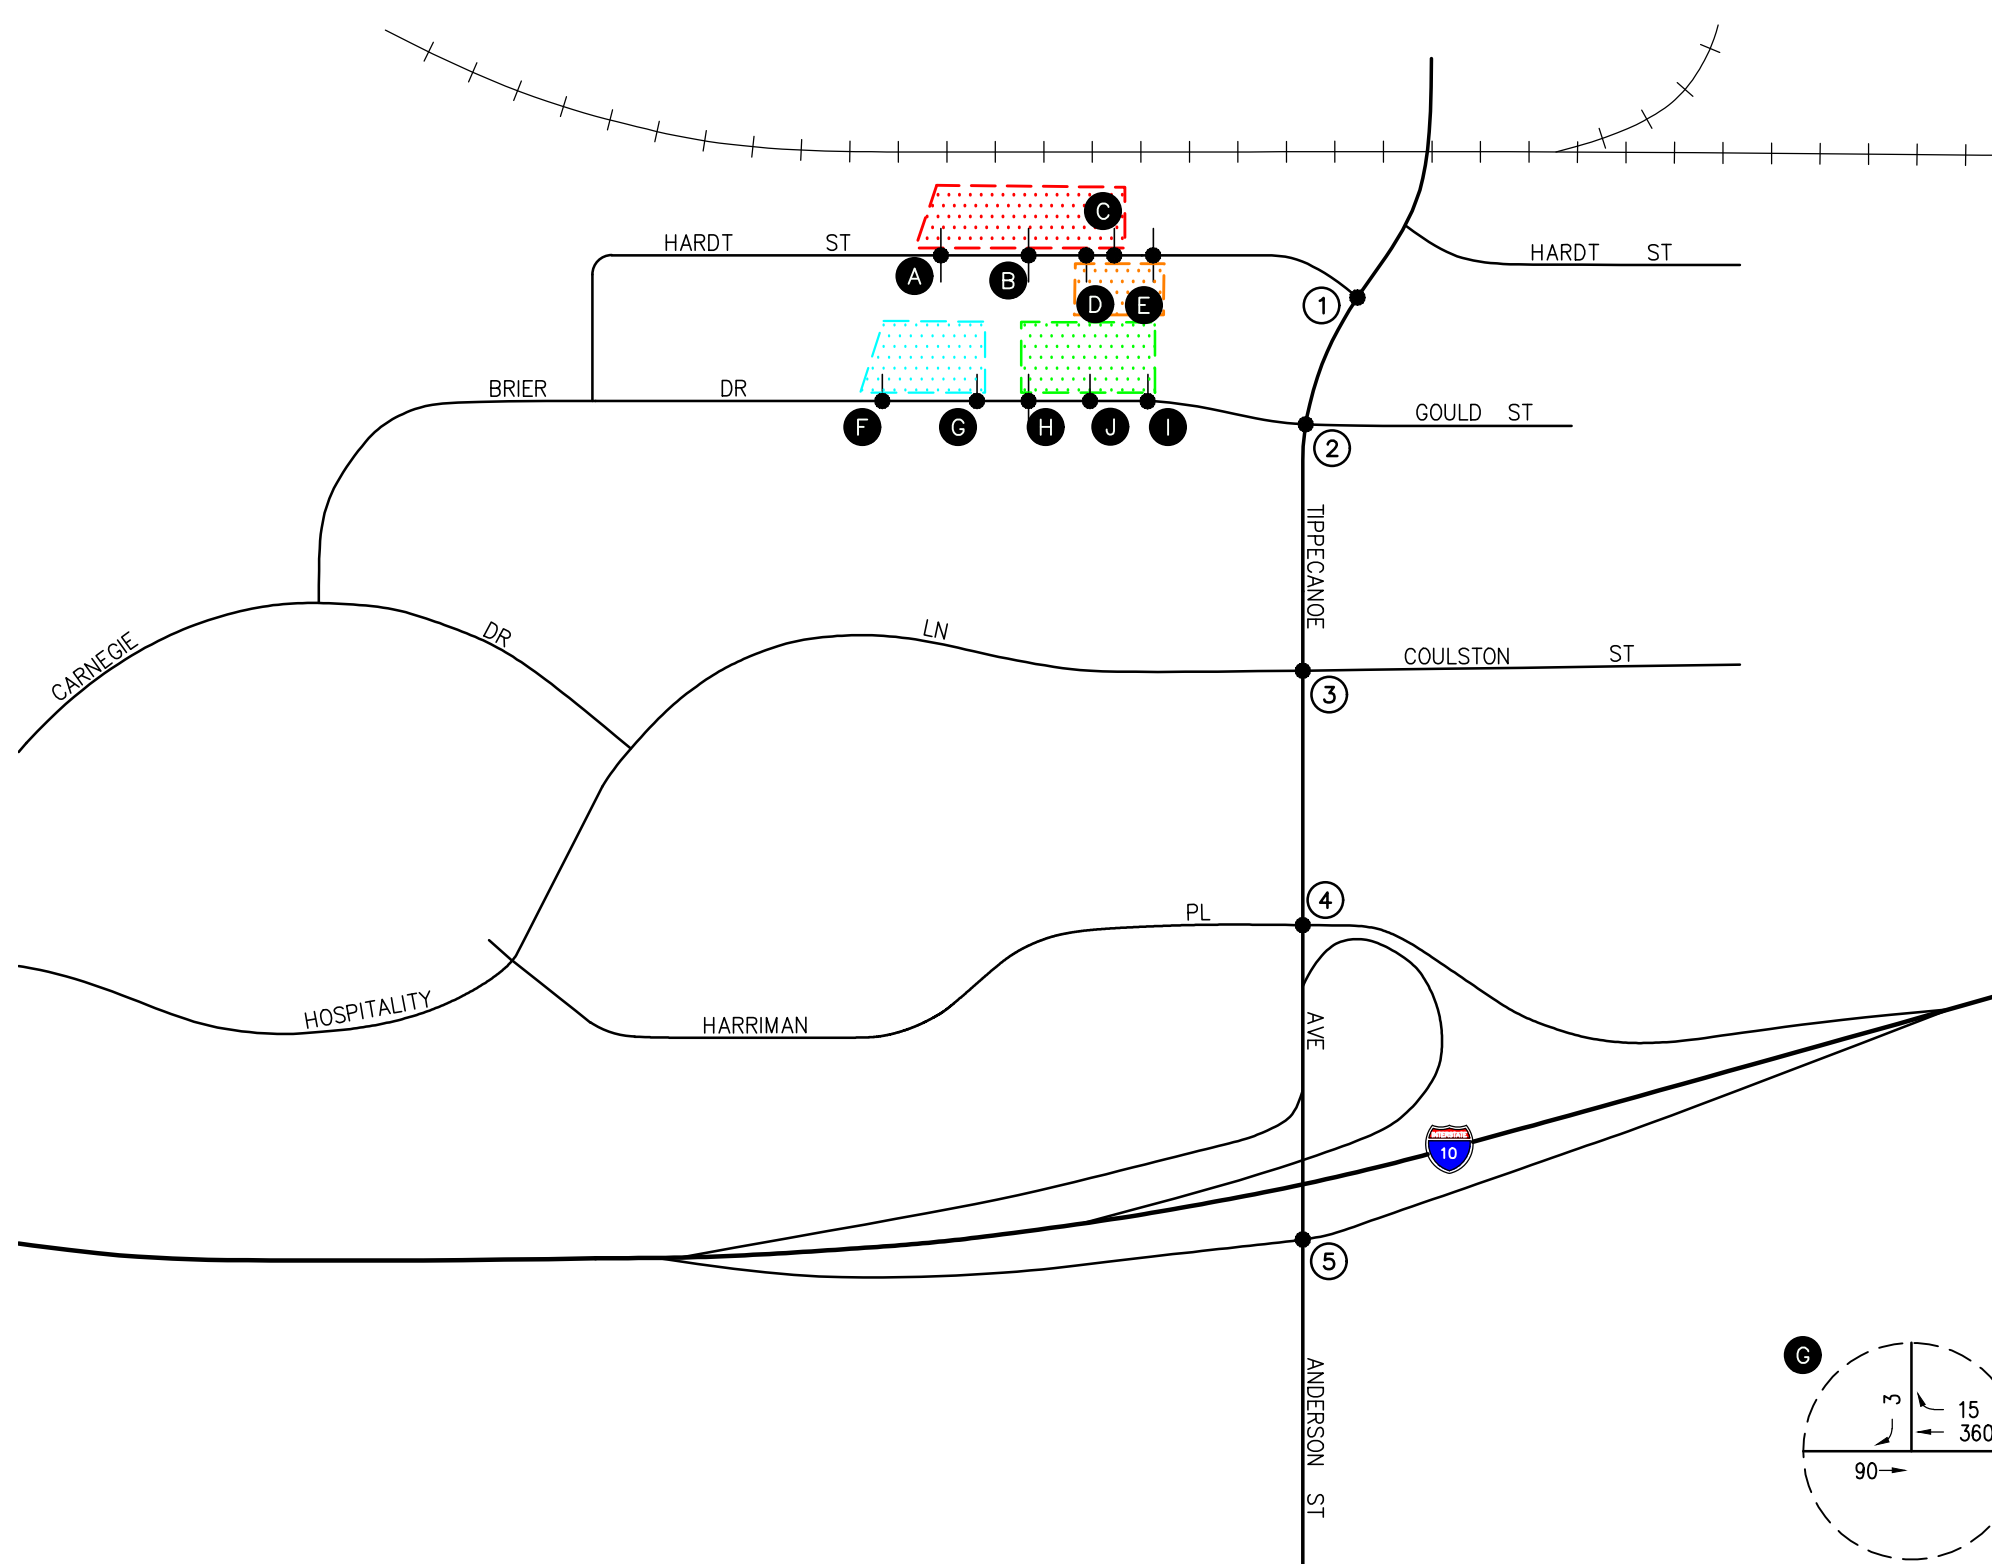 C
HARDT ST
HARDT ST
A
B
D
E
1
BRIER DR
GOULD ST
F
G
H
J
I
2
TIPPECANOE
CARNEGIE
DR
LN
COULSTON ST
3
4
PL
HOSPITALITY
HARRIMAN
AVE
INTERSTATE
10
5
ANDERSON ST
G
3
15
360
90